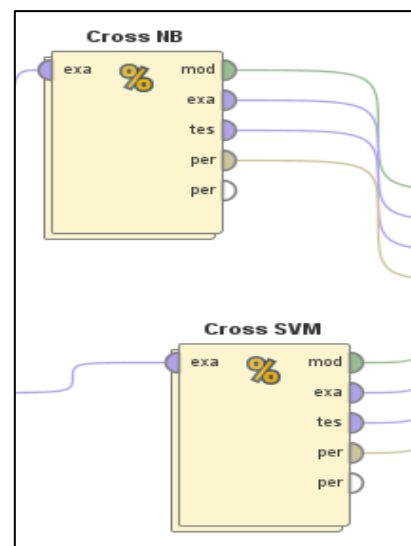 Cross NB
exa % mod
exa
tes
per
per
Cross SVM
exa % mod
exa
tes
per
per